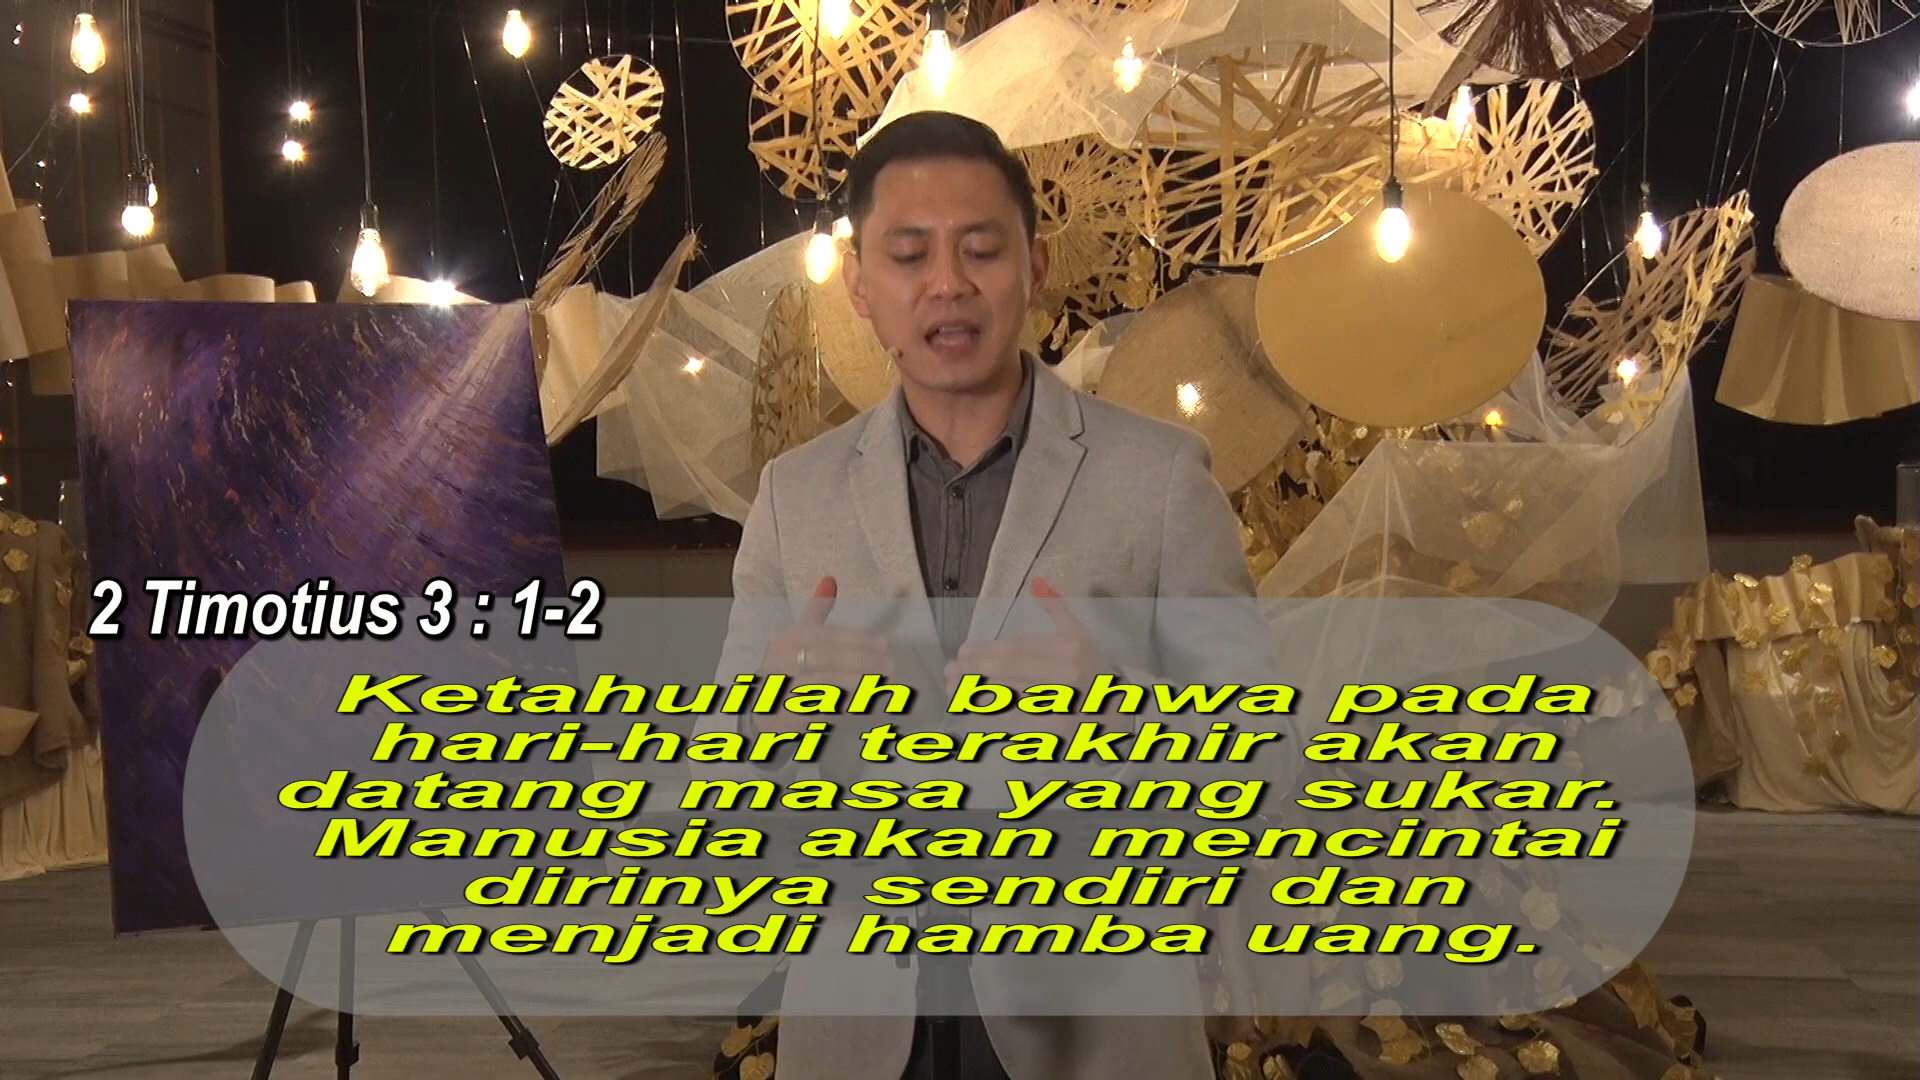 2 Timotius 3 : 1-2
Ketahuilah bahwa pada
hari-hari terakhir akan
datang masa yang sukar.
Manusia akan mencintai
dirinya sendiri dan
menjadi hamba uang.